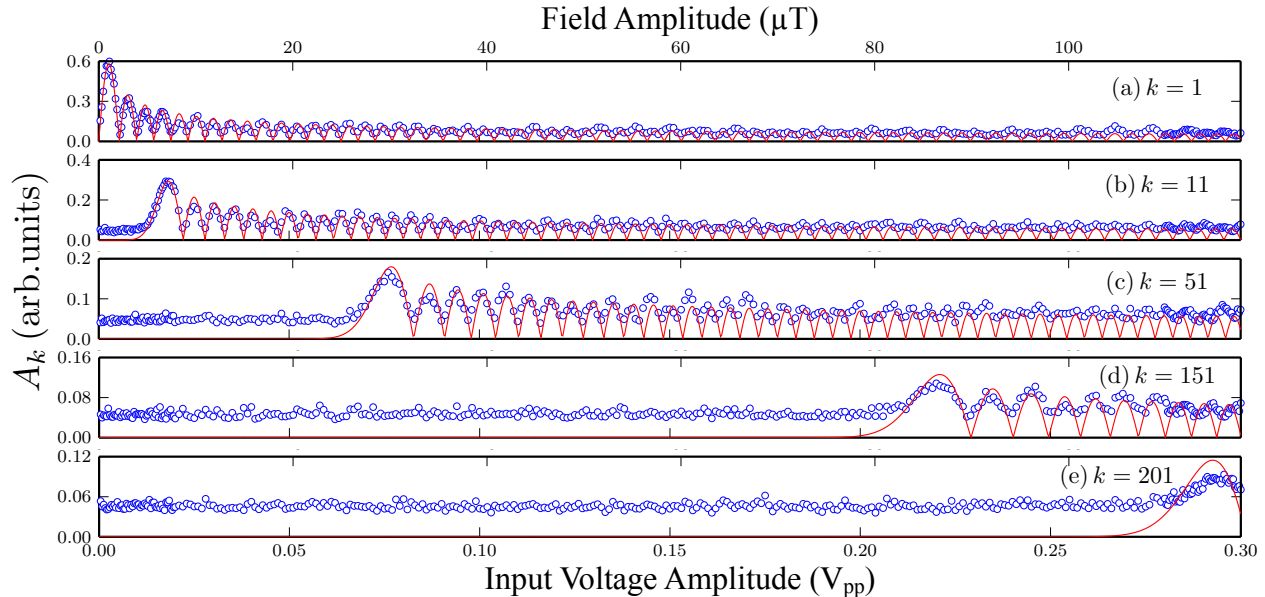 Field Amplitude (μT)
0 20 40 60 80 100
0.6
0.3
0.0
(a) k = 1
0.4
0.2
0.0
(b) k = 11
0.2
0.1
0.0
(c) k = 51
0.16
0.08
0.00
(d) k = 151
0.12
0.06
0.00
(e) k = 201
A_k (arb.units)
0.00 0.05 0.10 0.15 0.20 0.25 0.30
Input Voltage Amplitude (V_pp)